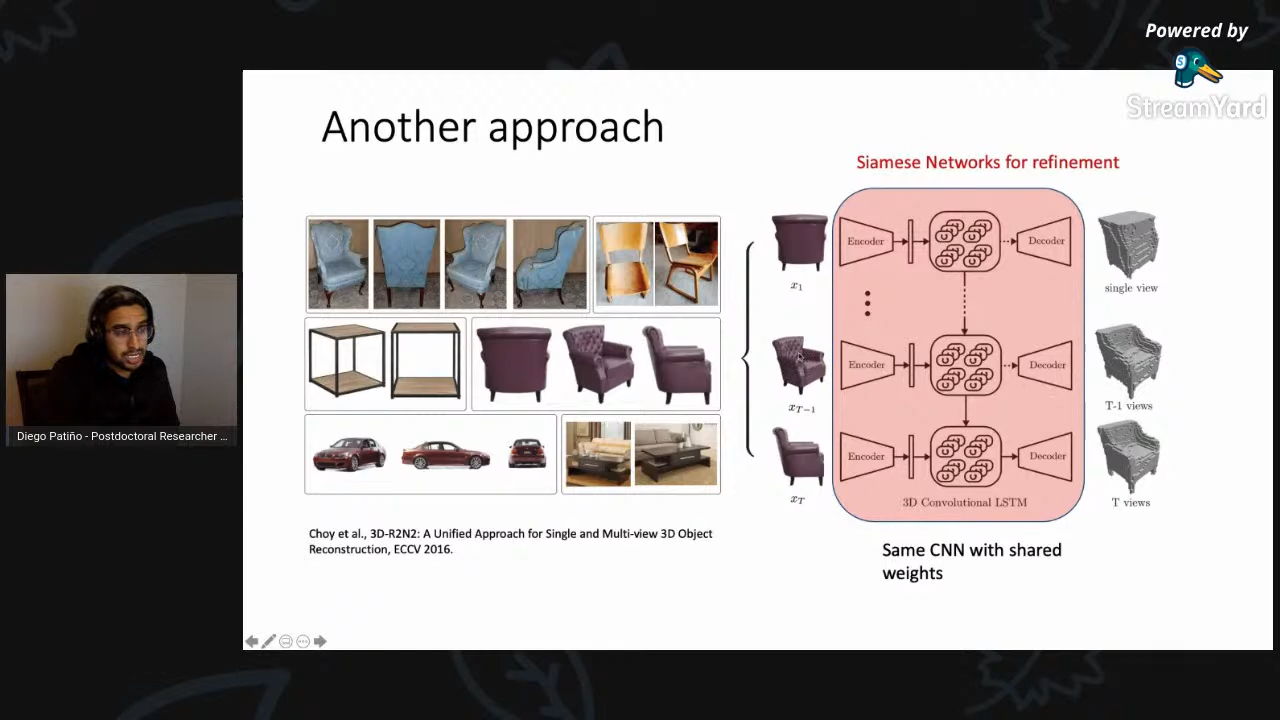 Powered by
StreamYard
Another approach
Siamese Networks for refinement
Encoder
Decoder
x1
single view
Encoder
Decoder
xT−1
T-1 views
Encoder
Decoder
xT
T views
3D Convolutional LSTM
Choy et al., 3D-R2N2: A Unified Approach for Single and Multi-view 3D Object
Reconstruction, ECCV 2016.
Same CNN with shared
weights
Diego Patiño - Postdoctoral Researcher ...